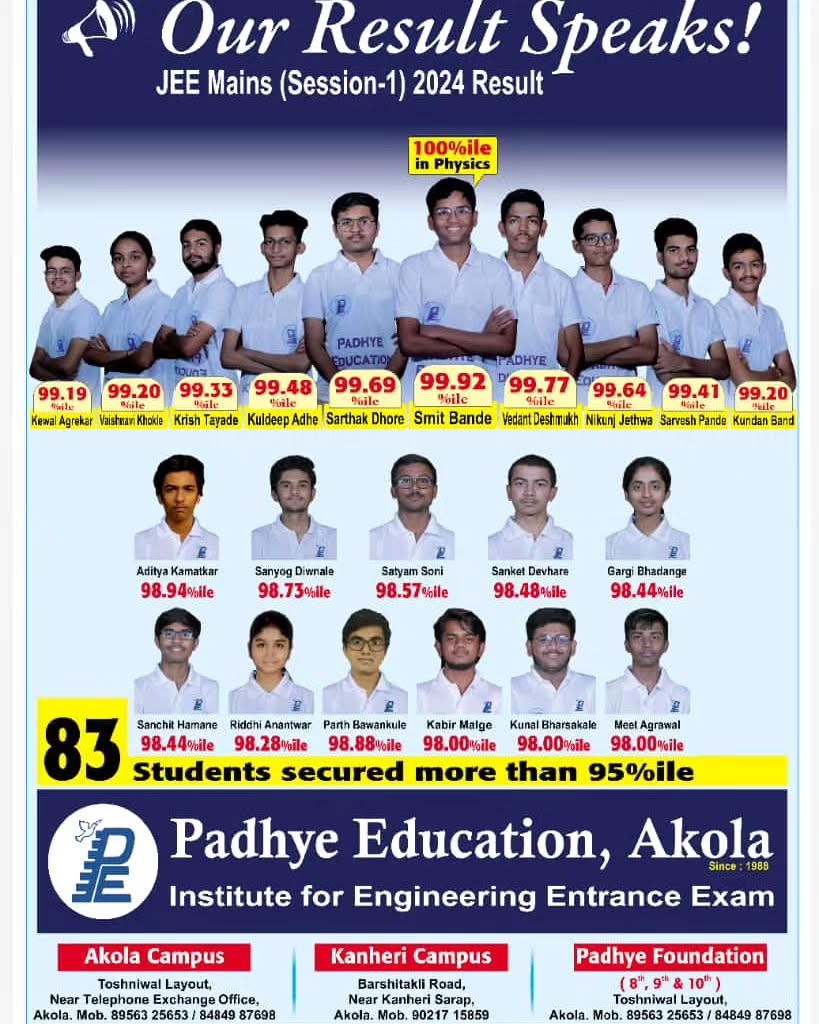 Our Result Speaks!
JEE Mains (Session-1) 2024 Result
100%ile
in Physics
PADHYE
EDUCATION
PADHYE
99.19 99.20 99.33 99.48 99.69 99.92 99.77 99.64 99.41 99.20
%ile %ile %ile %ile %ile %ile %ile %ile %ile %ile
Kewal Agrekar Vaishnavi Khokle Krish Tayade Kuldeep Adhe Sarthak Dhore Smit Bande Vedant Deshmukh Nikunj Jethwa Sarvesh Pande Kundan Band
Aditya Kamatkar Sanyog Diwnale Satyam Soni Sanket Devhare Gargi Bhadange
98.94%ile 98.73%ile 98.57%ile 98.48%ile 98.44%ile
Sanchit Hamane Riddhi Anantwar Parth Bawankule Kabir Malge Kunal Bharsakale Meet Agrawal
98.44%ile 98.28%ile 98.88%ile 98.00%ile 98.00%ile 98.00%ile
83 Students secured more than 95%ile
PE
Padhye Education, Akola
Since : 1988
Institute for Engineering Entrance Exam
Akola Campus
Toshniwal Layout,
Near Telephone Exchange Office,
Akola. Mob. 89563 25653 / 84849 87698
Kanheri Campus
Barshitakli Road,
Near Kanheri Sarap,
Akola. Mob. 90217 15859
Padhye Foundation
( 8th, 9th & 10th )
Toshniwal Layout,
Akola. Mob. 89563 25653 / 84849 87698